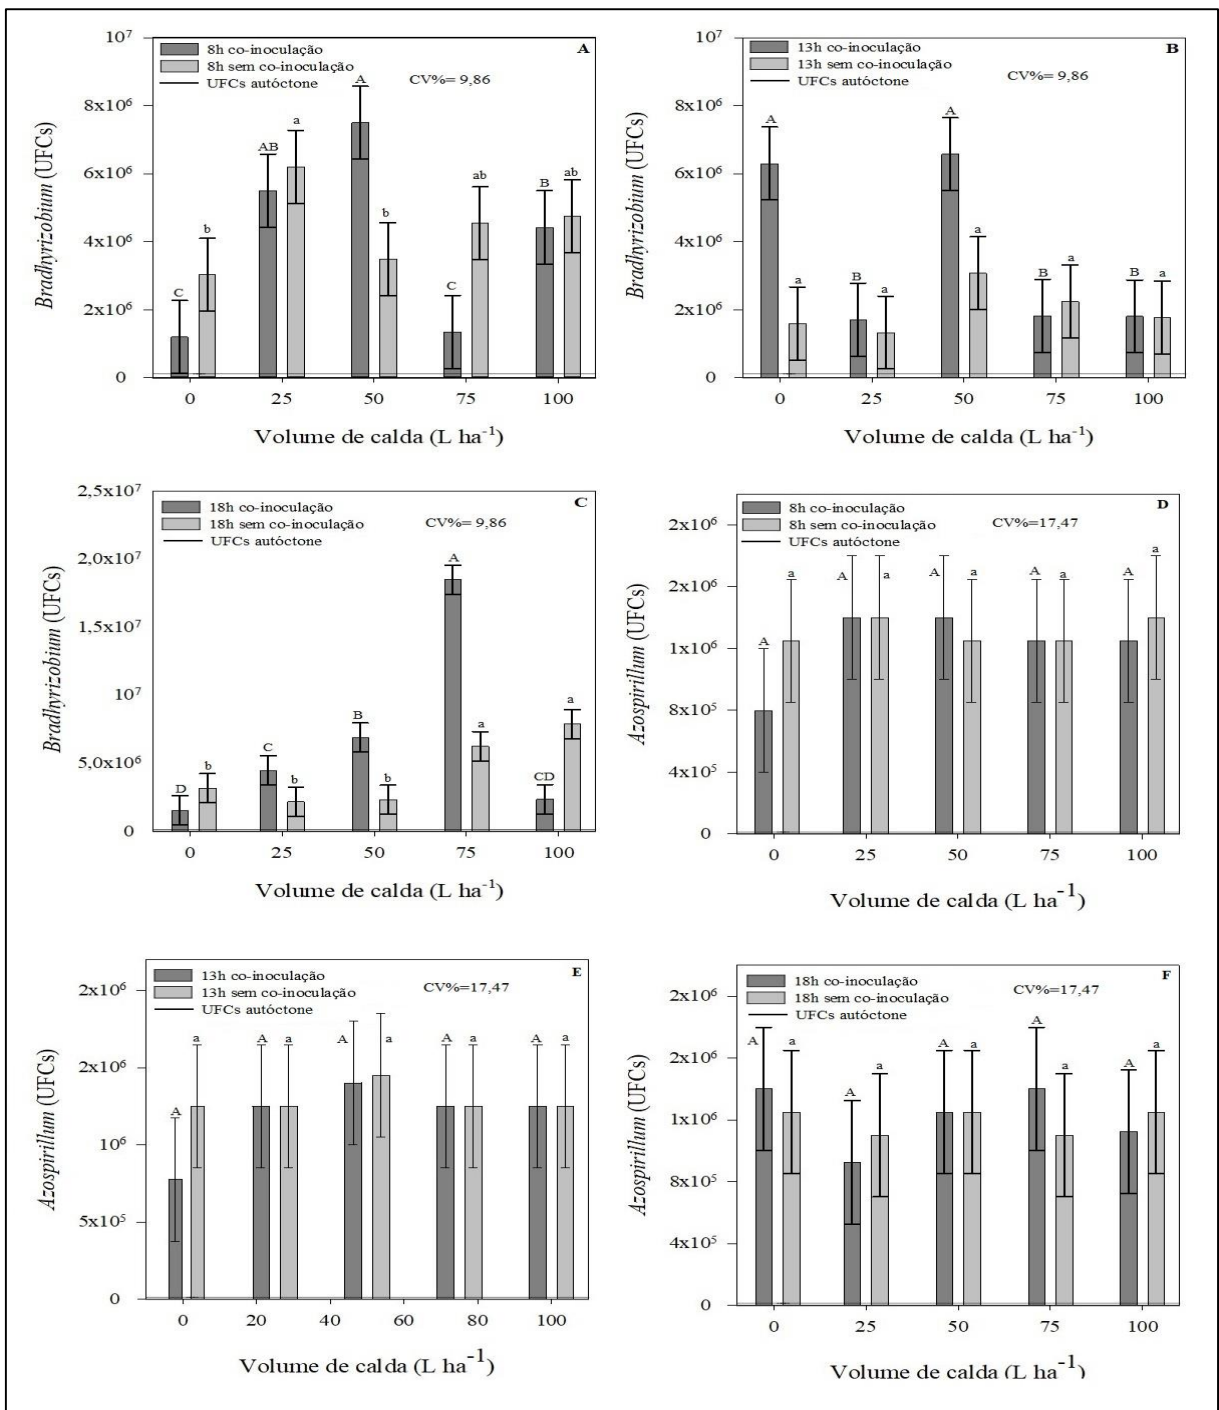 A
8h co-inoculação
8h sem co-inoculação
UFCs autóctone
CV%= 9,86
Bradhyrizobium (UFCs)
10⁷
8x10⁶
6x10⁶
4x10⁶
2x10⁶
0
C b AB a A b C ab B ab
0 25 50 75 100
Volume de calda (L ha⁻¹)
B
13h co-inoculação
13h sem co-inoculação
UFCs autóctone
CV%= 9,86
Bradhyrizobium (UFCs)
10⁷
8x10⁶
6x10⁶
4x10⁶
2x10⁶
0
A a B a A a B a B a
0 25 50 75 100
Volume de calda (L ha⁻¹)
C
18h co-inoculação
18h sem co-inoculação
UFCs autóctone
CV%= 9,86
Bradhyrizobium (UFCs)
2,5x10⁷
2,0x10⁷
1,5x10⁷
10⁷
5,0x10⁶
0
D b C b B b A a CD a
0 25 50 75 100
Volume de calda (L ha⁻¹)
D
8h co-inoculação
8h sem co-inoculação
UFCs autóctone
CV%=17,47
Azospirillum (UFCs)
2x10⁶
2x10⁶
1x10⁶
8x10⁵
4x10⁵
0
A a A a A a A a A a
0 25 50 75 100
Volume de calda (L ha⁻¹)
E
13h co-inoculação
13h sem co-inoculação
UFCs autóctone
CV%=17,47
Azospirillum (UFCs)
2x10⁶
2x10⁶
10⁶
5x10⁵
0
A a A a A a A a A a
0 20 40 60 80 100
Volume de calda (L ha⁻¹)
F
18h co-inoculação
18h sem co-inoculação
UFCs autóctone
CV%=17,47
Azospirillum (UFCs)
2x10⁶
2x10⁶
1x10⁶
8x10⁵
4x10⁵
0
A a A a A a A a A a
0 25 50 75 100
Volume de calda (L ha⁻¹)